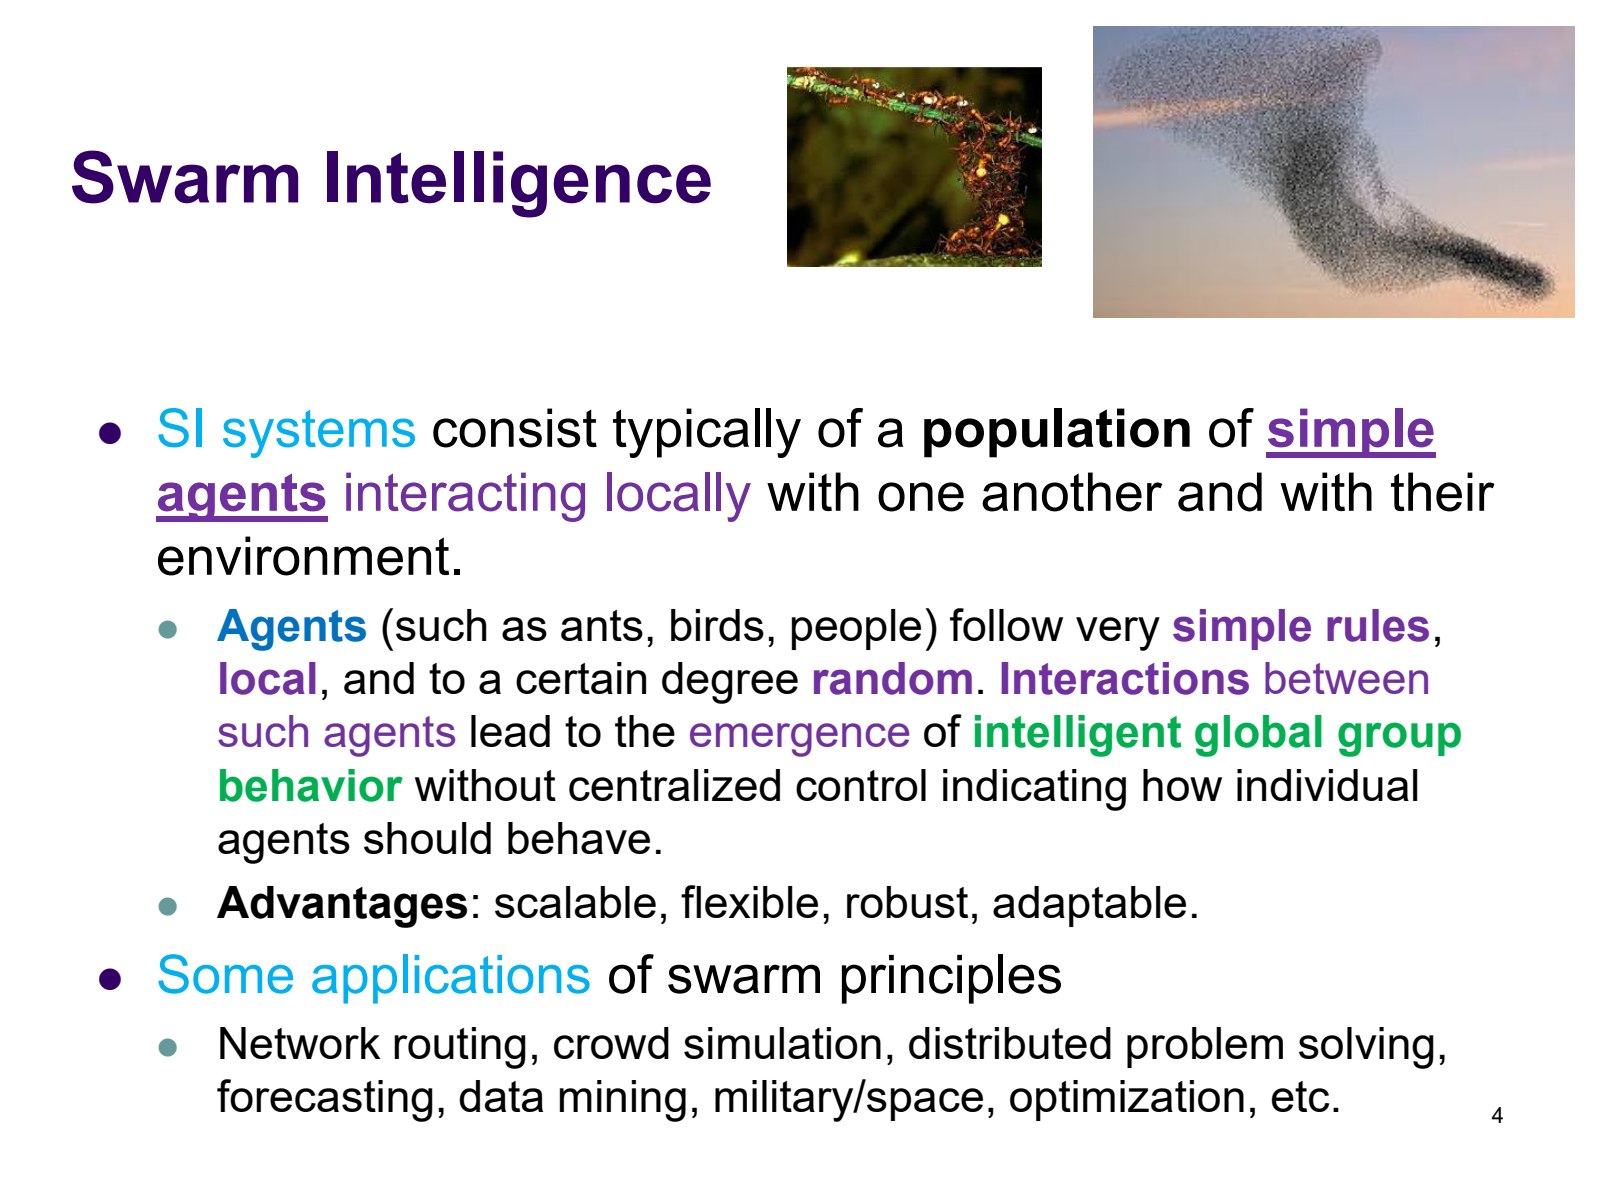 Swarm Intelligence
SI systems consist typically of a population of simple
agents interacting locally with one another and with their
environment.
Agents (such as ants, birds, people) follow very simple rules,
local, and to a certain degree random. Interactions between
such agents lead to the emergence of intelligent global group
behavior without centralized control indicating how individual
agents should behave.
Advantages: scalable, flexible, robust, adaptable.
Some applications of swarm principles
Network routing, crowd simulation, distributed problem solving,
forecasting, data mining, military/space, optimization, etc.
4